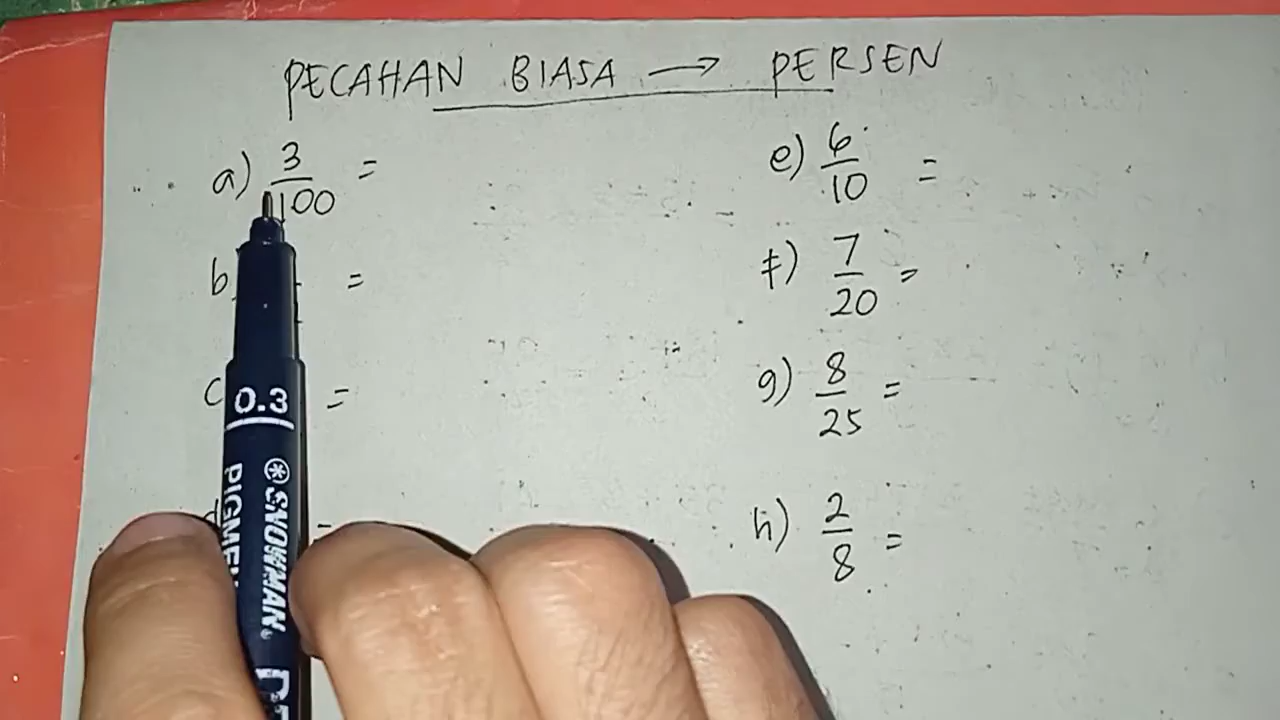 PECAHAN BIASA → PERSEN
a) 3/100 =
b =
c =
e) 6/10 =
f) 7/20 =
g) 8/25 =
h) 2/8 =
0.3
SNOWMAN.